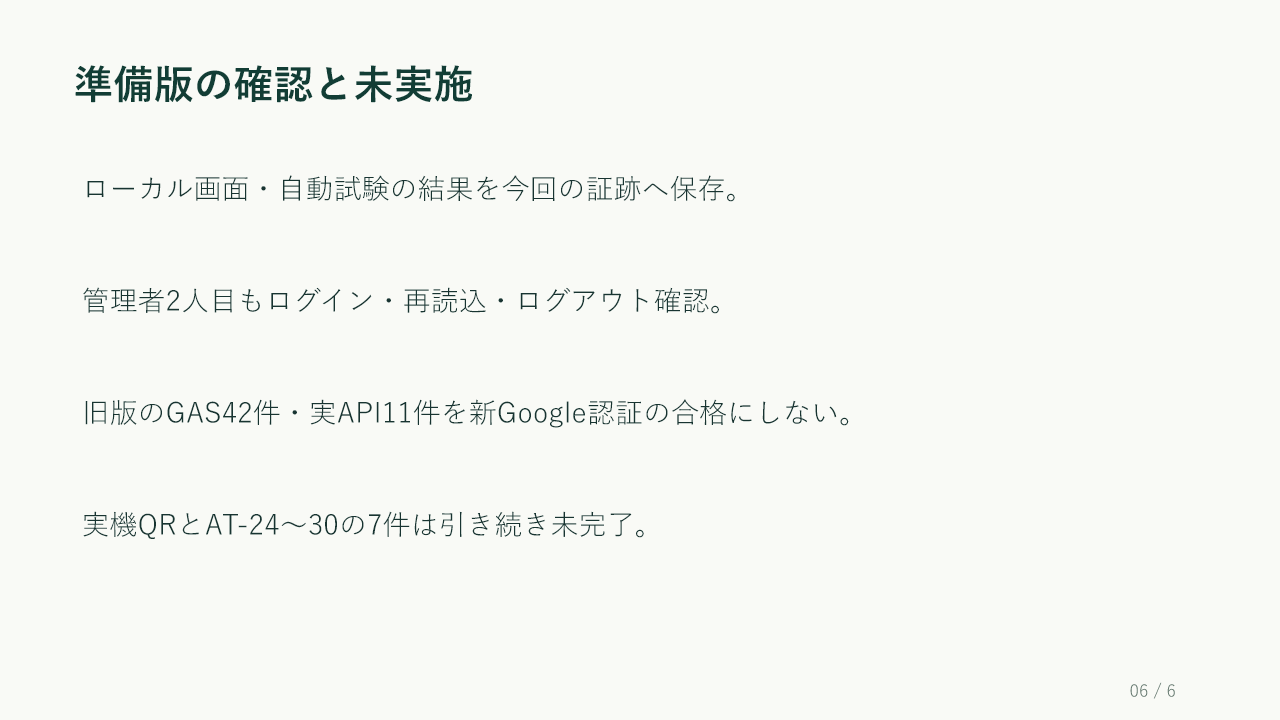 準備版の確認と未実施
ローカル画面・自動試験の結果を今回の証跡へ保存。
管理者2人目もログイン・再読込・ログアウト確認。
旧版のGAS42件・実API11件を新Google認証の合格にしない。
実機QRとAT-24〜30の7件は引き続き未完了。
06 / 6